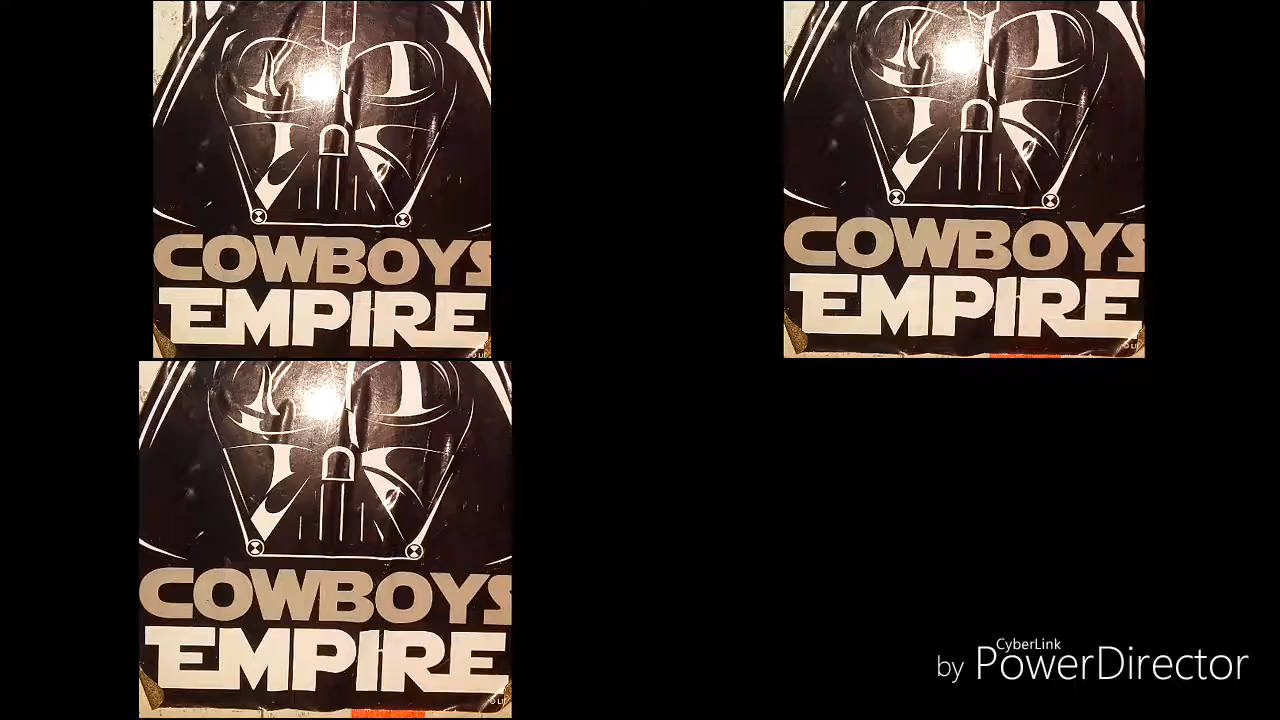 COWBOYS
EMPIRE
COWBOYS
EMPIRE
COWBOYS
EMPIRE
CyberLink
by PowerDirector